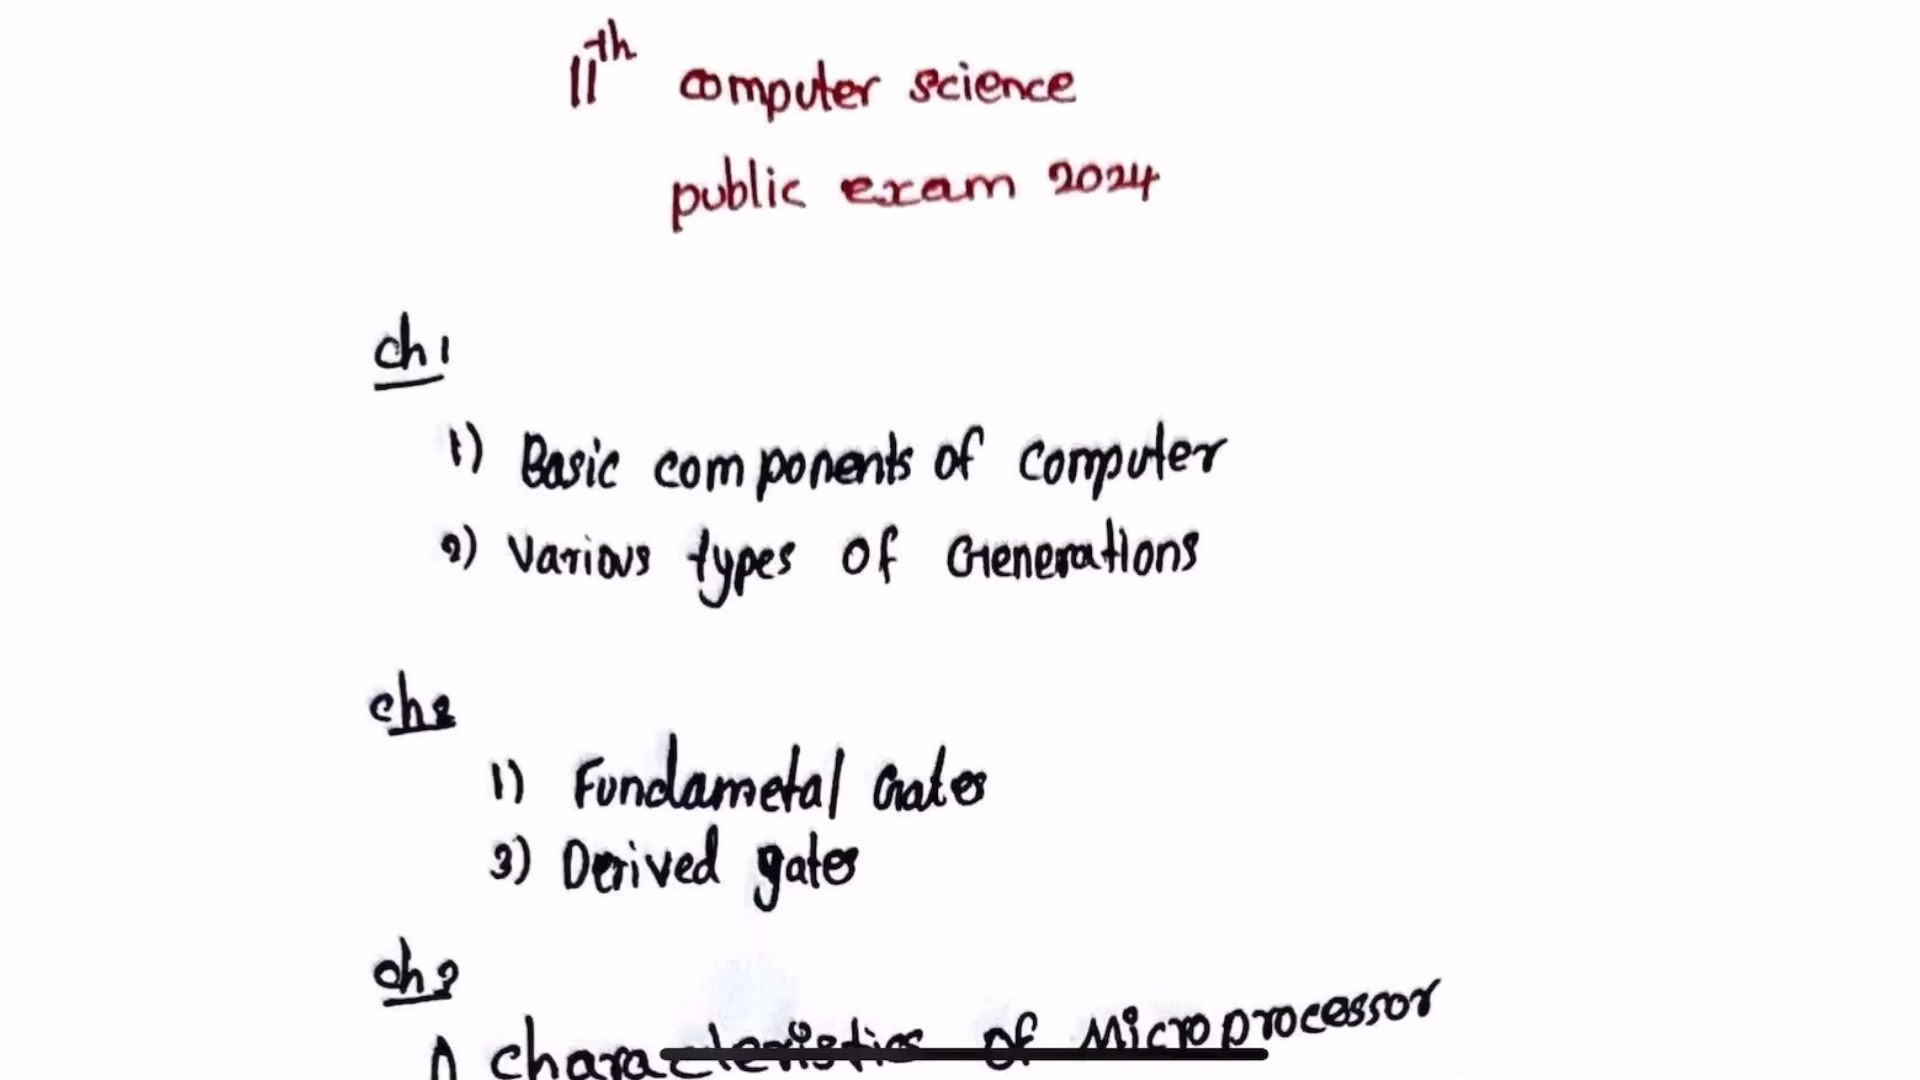 11th computer science
public exam 2024
ch1
1) Basic components of computer
2) Various types of Generations
ch2
1) Fundametal Gates
3) Derived gates
ch3
1) characteristics of Microprocessor